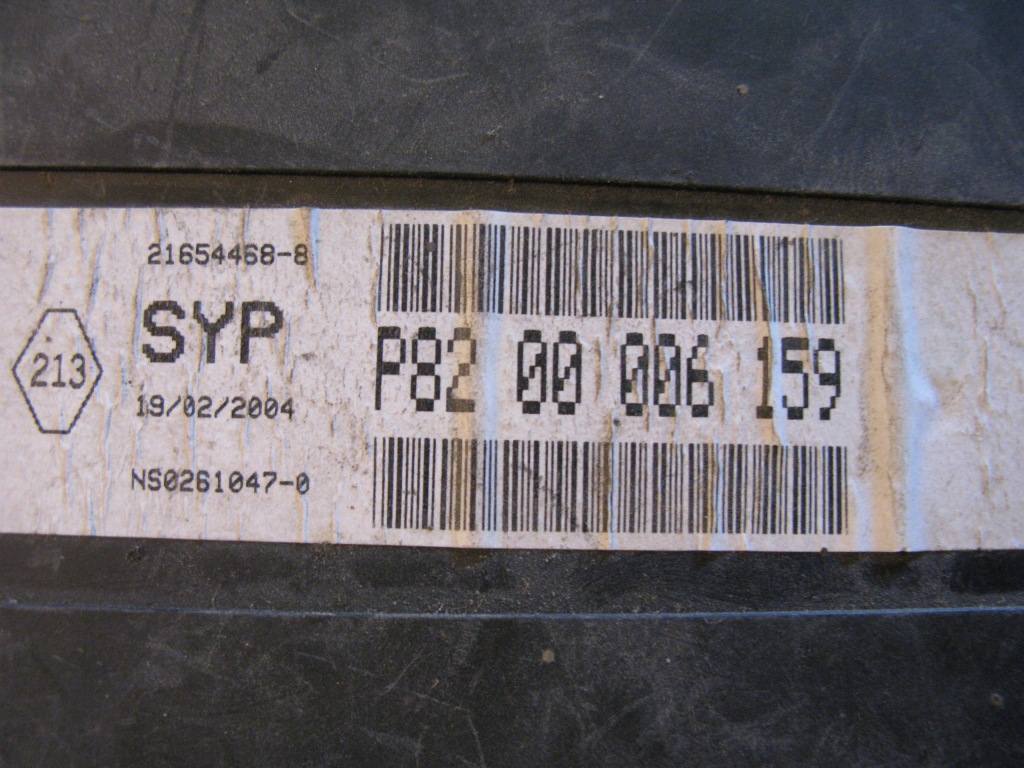 21654468-8
SYP
213
19/02/2004
NS0261047-0
P82 00 006 159